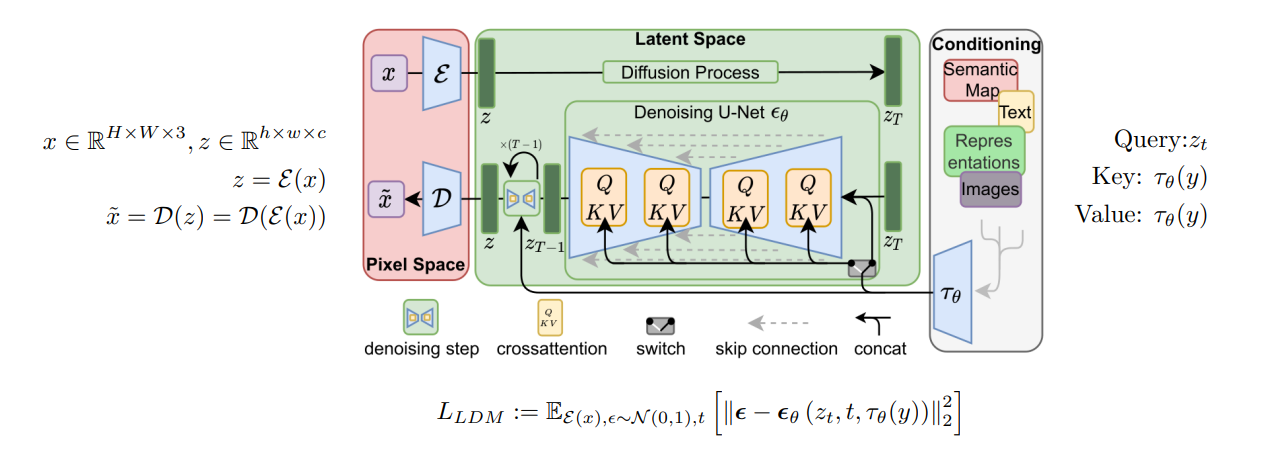 $x \in \mathbb{R}^{H \times W \times 3}, z \in \mathbb{R}^{h \times w \times c}$
$z = \mathcal{E}(x)$
$\tilde{x} = \mathcal{D}(z) = \mathcal{D}(\mathcal{E}(x))$
$x$
$\mathcal{E}$
$\tilde{x}$
$\mathcal{D}$
Pixel Space
Latent Space
$z$
Diffusion Process
$z_T$
Denoising U-Net $\epsilon_\theta$
$\times(T-1)$
$z$
$z_{T-1}$
$Q$
$KV$
$Q$
$KV$
$Q$
$KV$
$Q$
$KV$
$z_T$
Conditioning
Semantic
Map
Text
Repres
entations
Images
$\tau_\theta$
$Q$
$KV$
denoising step
crossattention
switch
skip connection
concat
Query:$z_t$
Key: $\tau_\theta(y)$
Value: $\tau_\theta(y)$
$L_{LDM} := \mathbb{E}_{\mathcal{E}(x), \epsilon \sim \mathcal{N}(0,1), t} \left[ \| \boldsymbol{\epsilon} - \boldsymbol{\epsilon}_\theta (z_t, t, \tau_\theta(y)) \|_2^2 \right]$